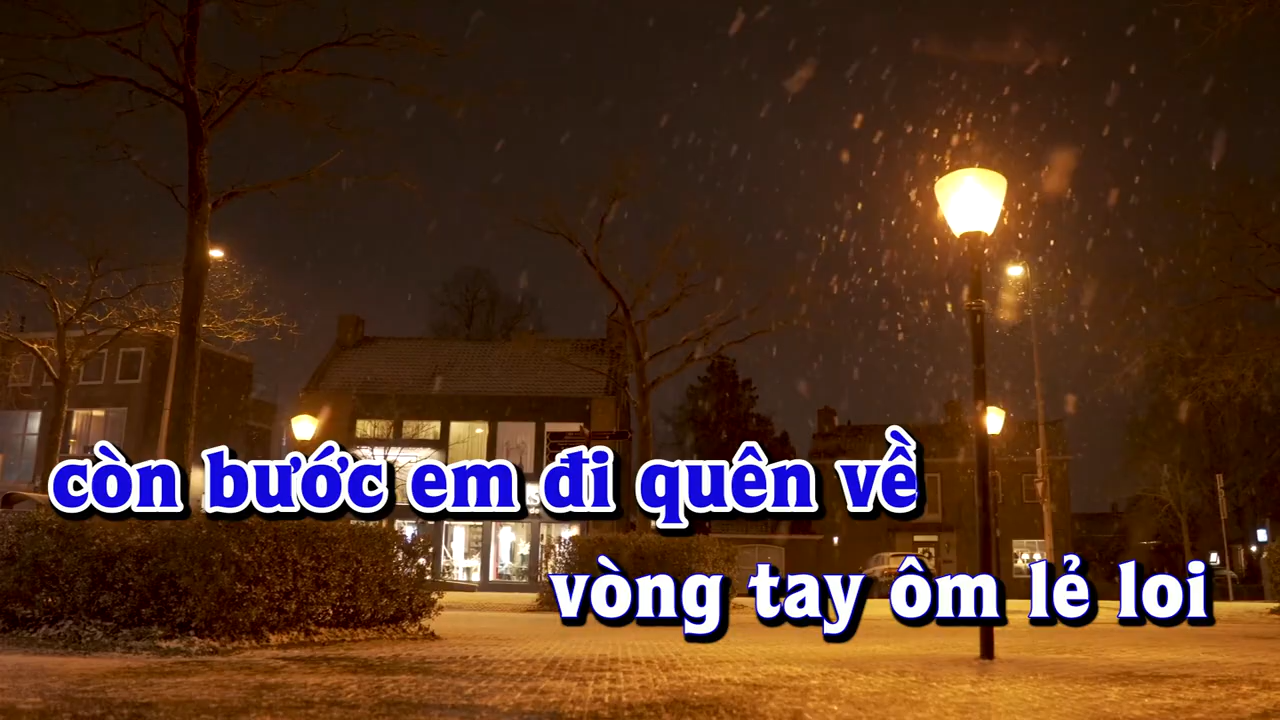 còn bước em đi quên về
vòng tay ôm lẻ loi